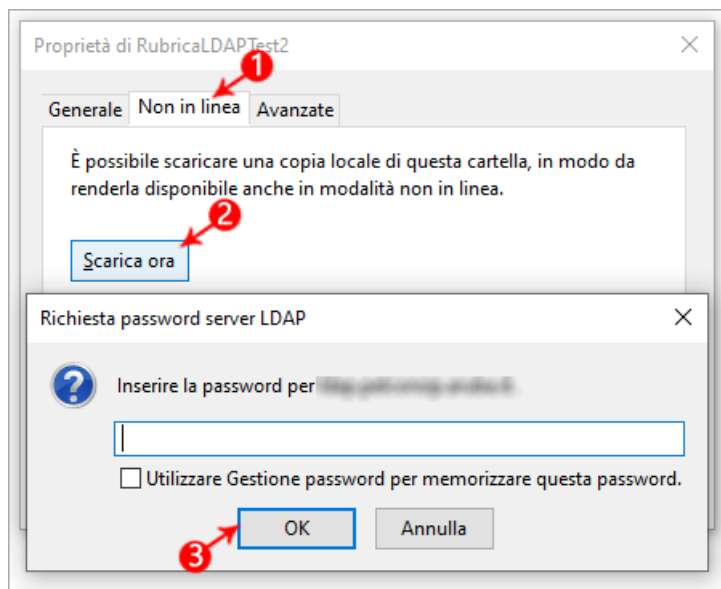 Proprietà di RubricaLDAPTest2
1
Generale Non in linea Avanzate
È possibile scaricare una copia locale di questa cartella, in modo da
renderla disponibile anche in modalità non in linea.
2
Scarica ora
Richiesta password server LDAP
Inserire la password per
Utilizzare Gestione password per memorizzare questa password.
OK Annulla
3